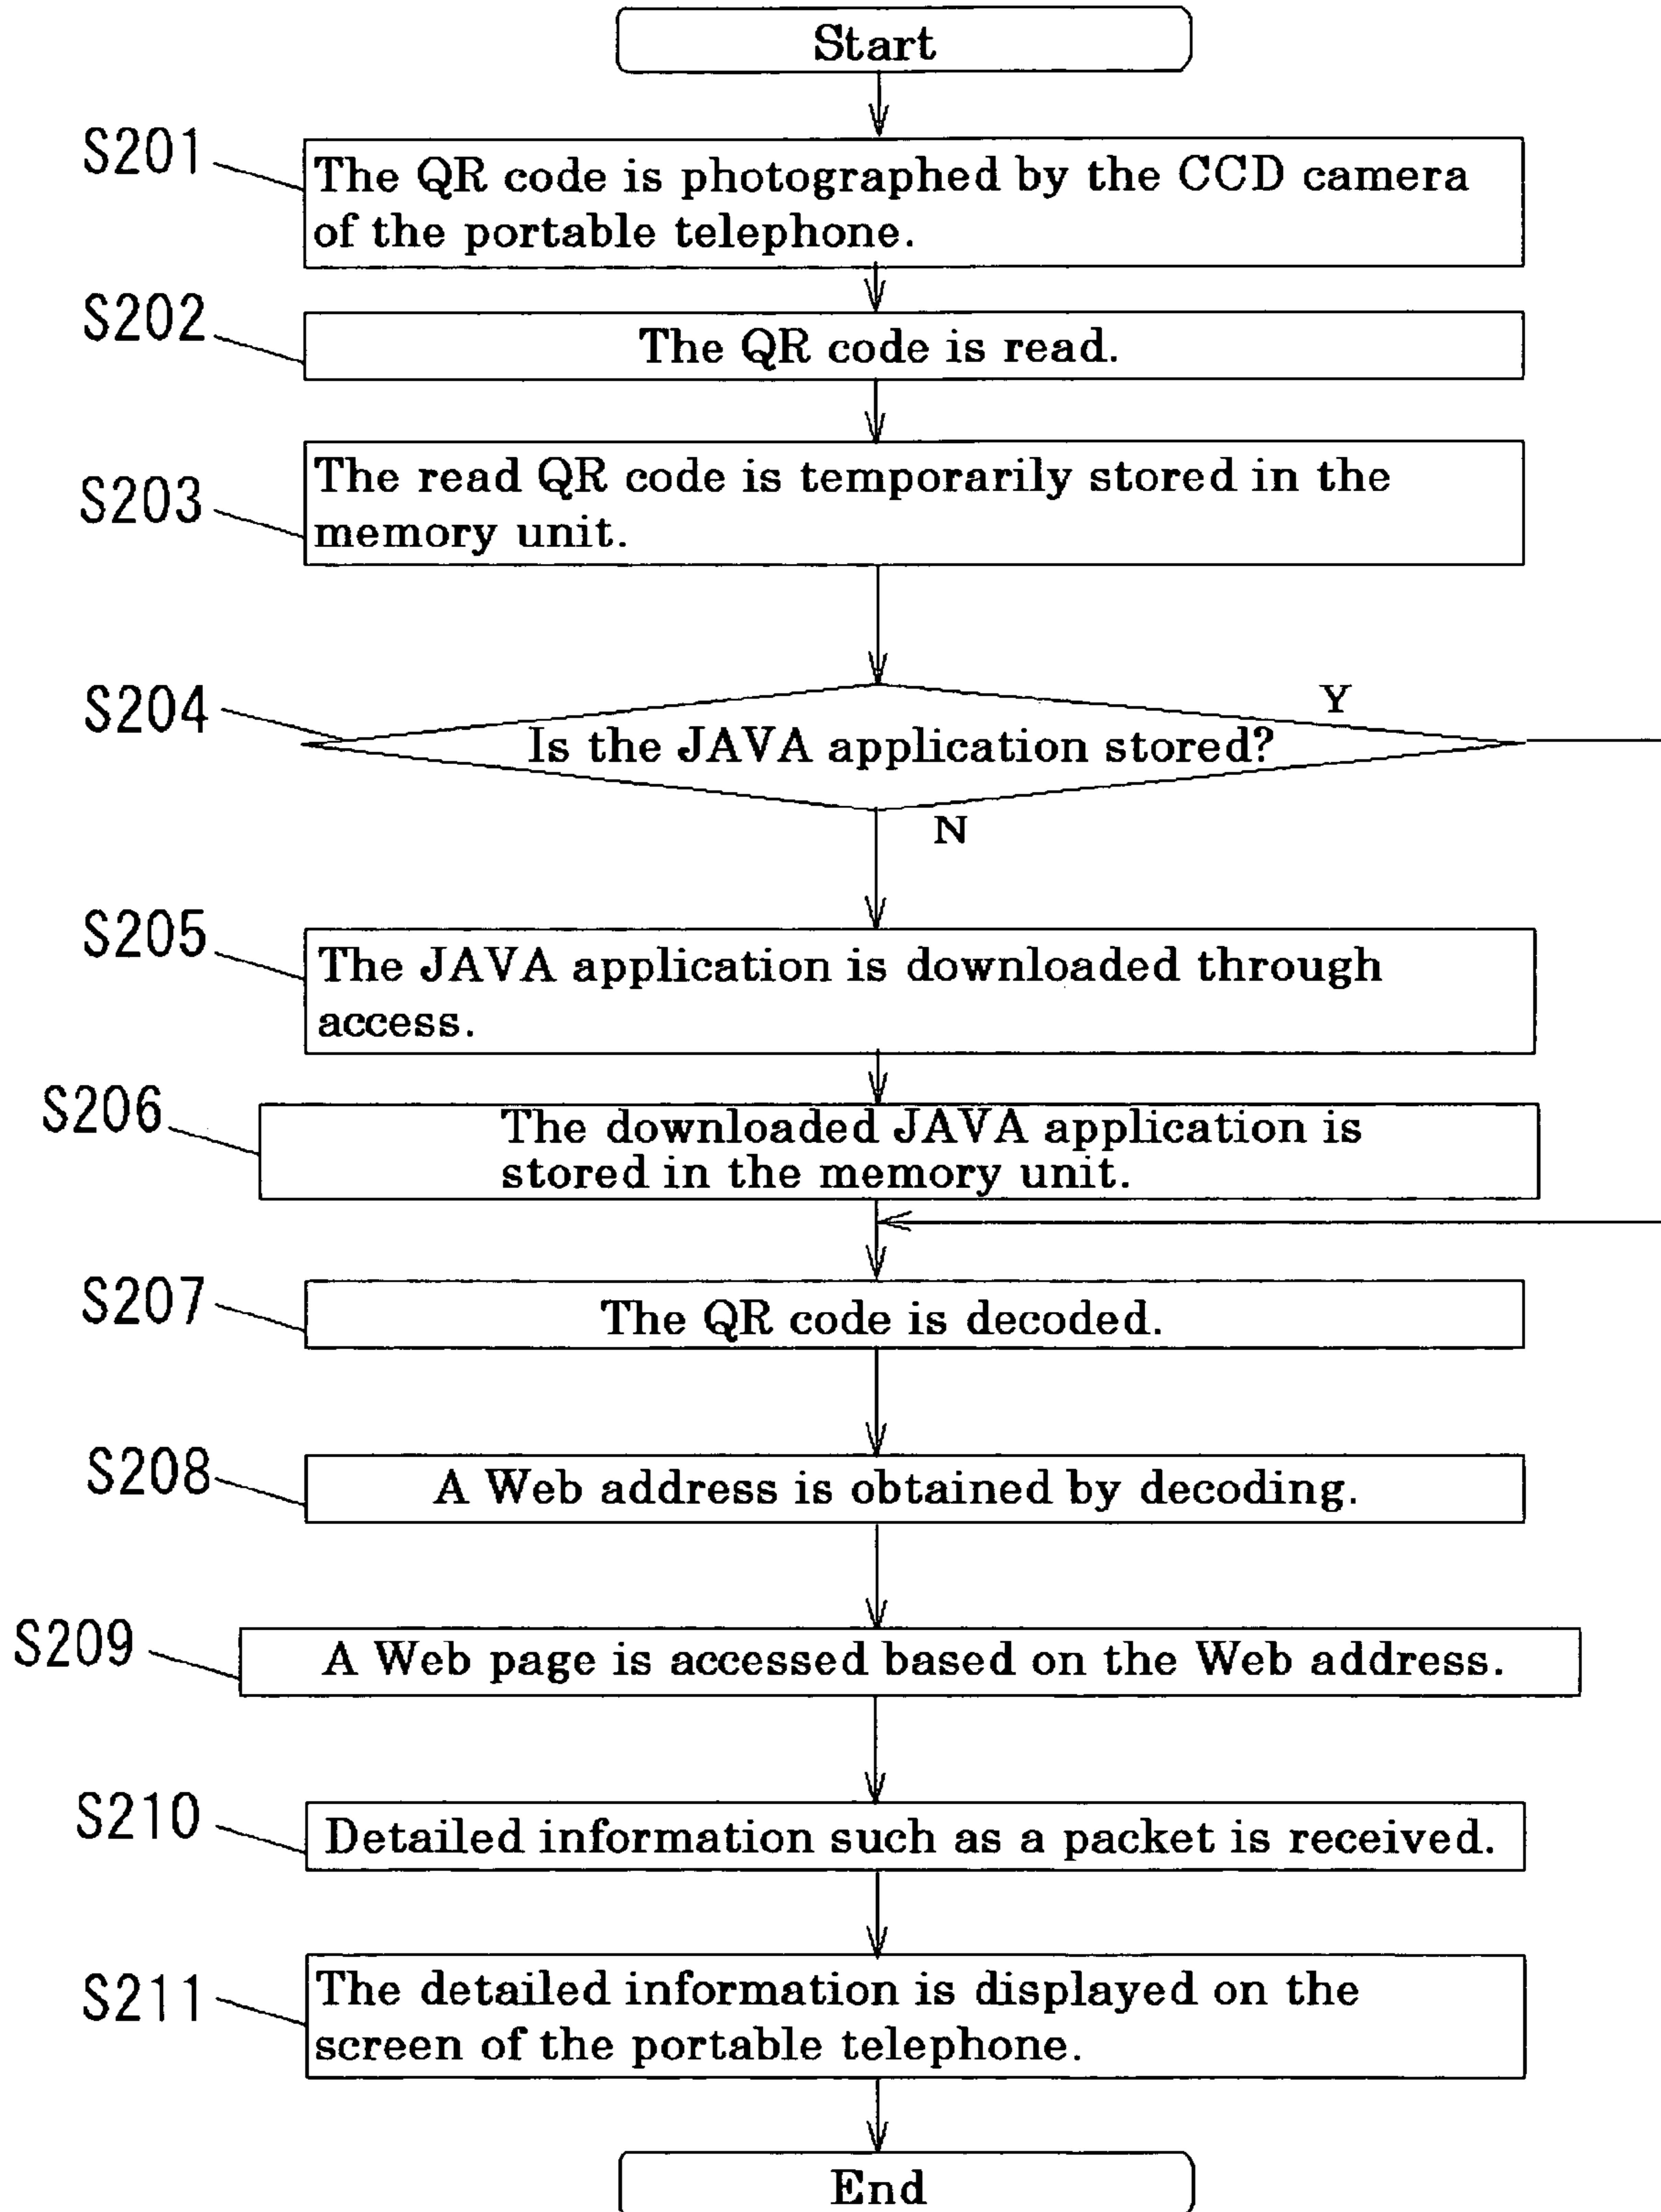 Start
S201
The QR code is photographed by the CCD camera
of the portable telephone.
S202
The QR code is read.
S203
The read QR code is temporarily stored in the
memory unit.
S204
Y
Is the JAVA application stored?
N
S205
The JAVA application is downloaded through
access.
S206
The downloaded JAVA application is
stored in the memory unit.
S207
The QR code is decoded.
S208
A Web address is obtained by decoding.
S209
A Web page is accessed based on the Web address.
S210
Detailed information such as a packet is received.
S211
The detailed information is displayed on the
screen of the portable telephone.
End